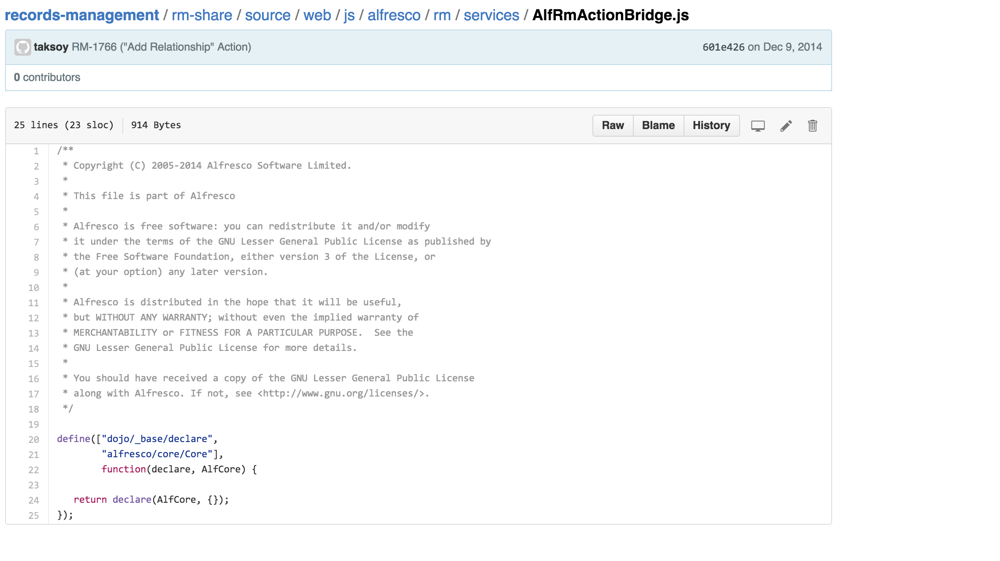 records-management / rm-share / source / web / js / alfresco / rm / services / AlfRmActionBridge.js
taksoy RM-1766 ("Add Relationship" Action) 601e426 on Dec 9, 2014
0 contributors
25 lines (23 sloc) 914 Bytes Raw Blame History
1 /**
2  * Copyright (C) 2005-2014 Alfresco Software Limited.
3  *
4  * This file is part of Alfresco
5  *
6  * Alfresco is free software: you can redistribute it and/or modify
7  * it under the terms of the GNU Lesser General Public License as published by
8  * the Free Software Foundation, either version 3 of the License, or
9  * (at your option) any later version.
10  *
11  * Alfresco is distributed in the hope that it will be useful,
12  * but WITHOUT ANY WARRANTY; without even the implied warranty of
13  * MERCHANTABILITY or FITNESS FOR A PARTICULAR PURPOSE.  See the
14  * GNU Lesser General Public License for more details.
15  *
16  * You should have received a copy of the GNU Lesser General Public License
17  * along with Alfresco. If not, see <http://www.gnu.org/licenses/>.
18  */
19
20 define(["dojo/_base/declare",
21         "alfresco/core/Core"],
22         function(declare, AlfCore) {
23
24    return declare(AlfCore, {});
25 });